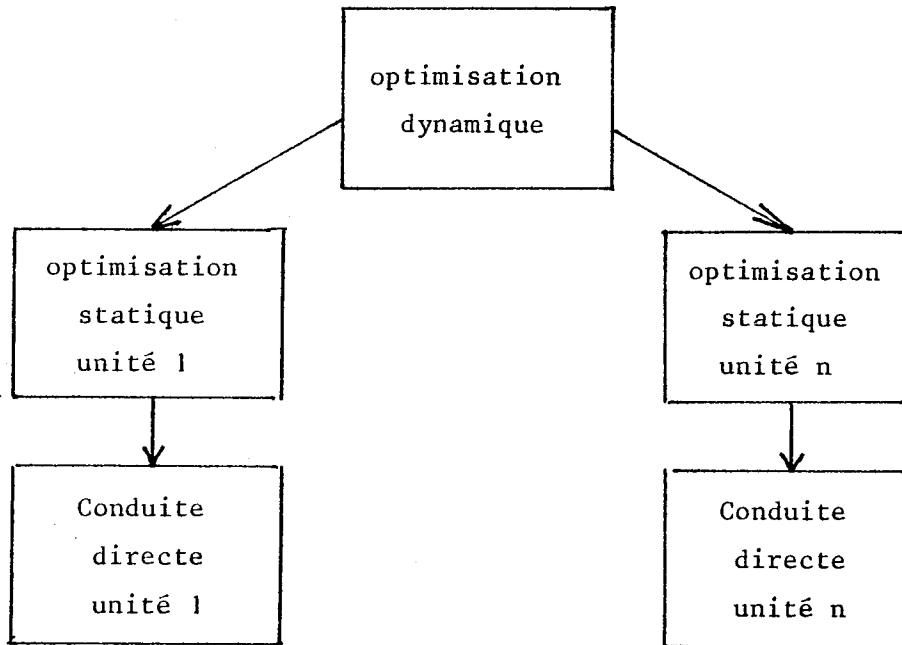 optimisation
dynamique
optimisation
statique
unité 1
optimisation
statique
unité n
Conduite
directe
unité 1
Conduite
directe
unité n